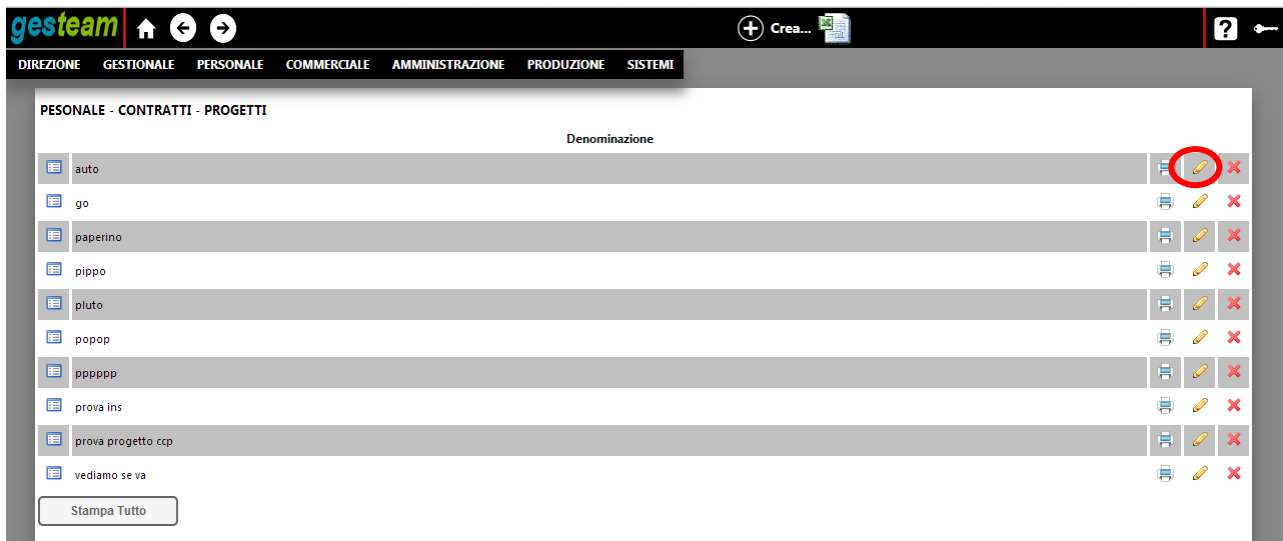 gesteam Crea... ?
DIREZIONE GESTIONALE PERSONALE COMMERCIALE AMMINISTRAZIONE PRODUZIONE SISTEMI
PESONALE - CONTRATTI - PROGETTI
Denominazione
auto
go
paperino
pippo
pluto
popop
pppppp
prova ins
prova progetto ccp
vediamo se va
Stampa Tutto